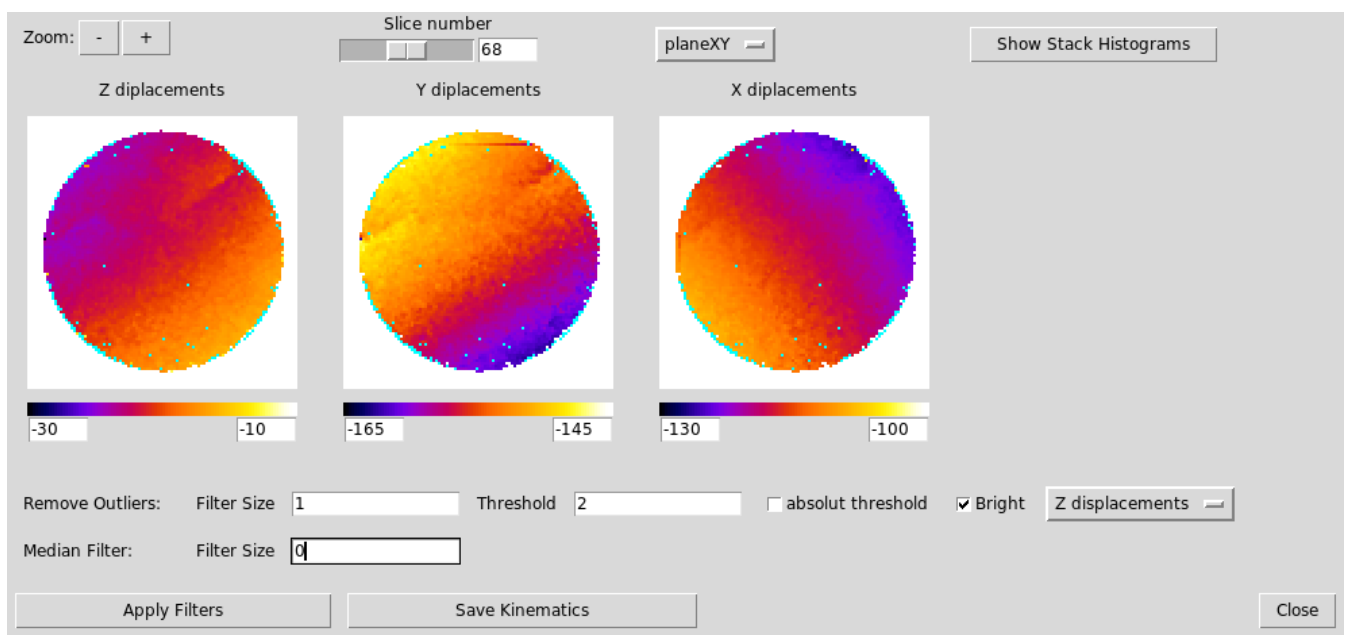 Zoom: - +
Slice number
68
planeXY
Show Stack Histograms
Z diplacements
Y diplacements
X diplacements
-30 -10
-165 -145
-130 -100
Remove Outliers: Filter Size 1 Threshold 2 absolut threshold Bright Z displacements
Median Filter: Filter Size 0
Apply Filters Save Kinematics Close